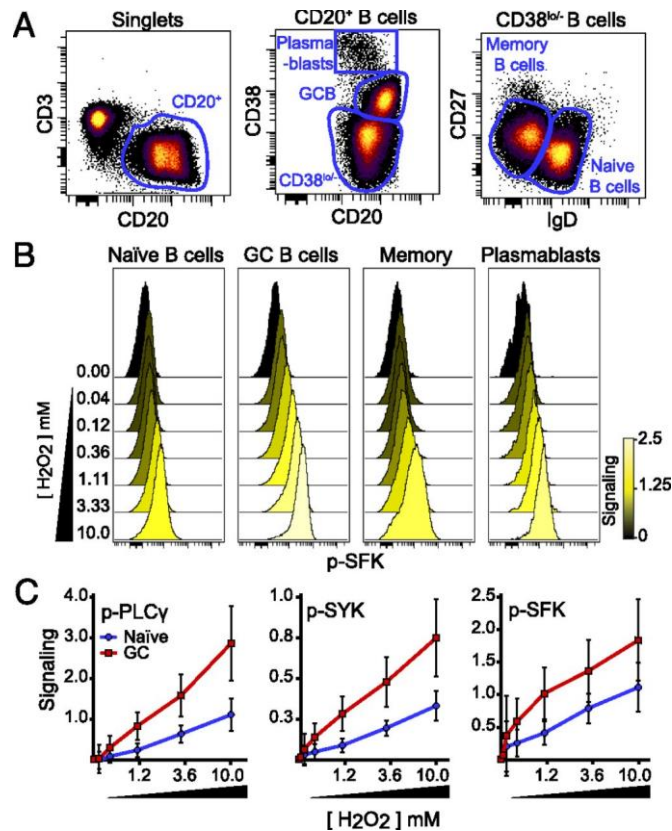 A
Singlets
CD20⁺ B cells
CD38ˡᵒ/⁻ B cells
CD3
CD20⁺
CD20
CD38
Plasma
-blasts
GCB
CD38ˡᵒ/⁻
CD20
CD27
Memory
B cells
Naive
B cells
IgD
B
Naïve B cells
GC B cells
Memory
Plasmablasts
[ H₂O₂ ] mM
0.00
0.04
0.12
0.36
1.11
3.33
10.0
p-SFK
Signaling
2.5
1.25
0
C
Signaling
4.0
3.0
2.0
1.0
p-PLCγ
Naïve
GC
1.2 3.6 10.0
1.0
0.8
0.5
0.3
p-SYK
1.2 3.6 10.0
2.5
2.0
1.5
1.0
0.5
p-SFK
1.2 3.6 10.0
[ H₂O₂ ] mM